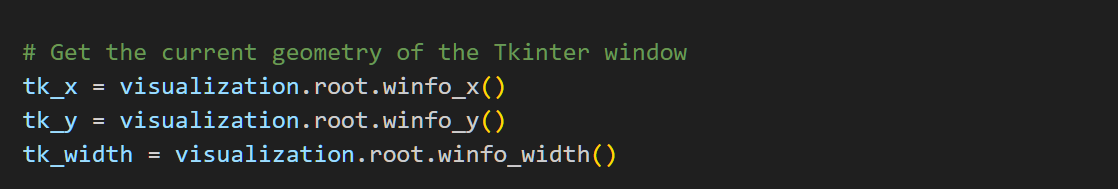 # Get the current geometry of the Tkinter window
tk_x = visualization.root.winfo_x()
tk_y = visualization.root.winfo_y()
tk_width = visualization.root.winfo_width()